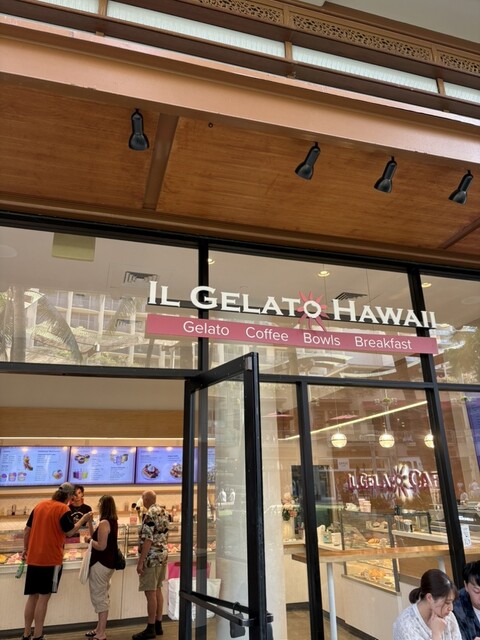 IL GELATO HAWAII
Gelato Coffee Bowls Breakfast